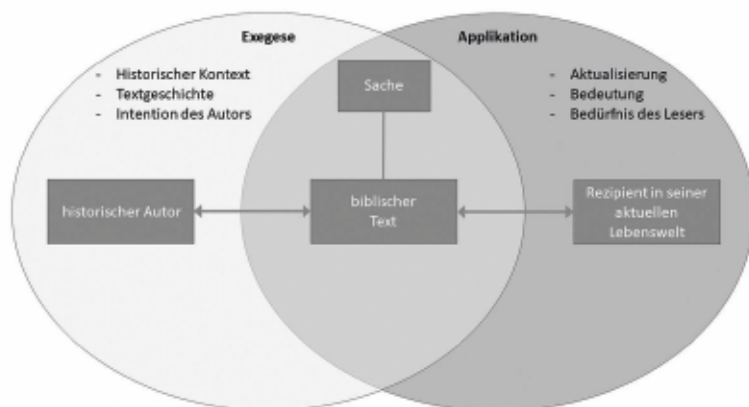 Exegese
- Historischer Kontext
- Textgeschichte
- Intention des Autors
Applikation
- Aktualisierung
- Bedeutung
- Bedürfnis des Lesers
Sache
historischer Autor
biblischer
Text
Rezipient in seiner
aktuellen
Lebenswelt